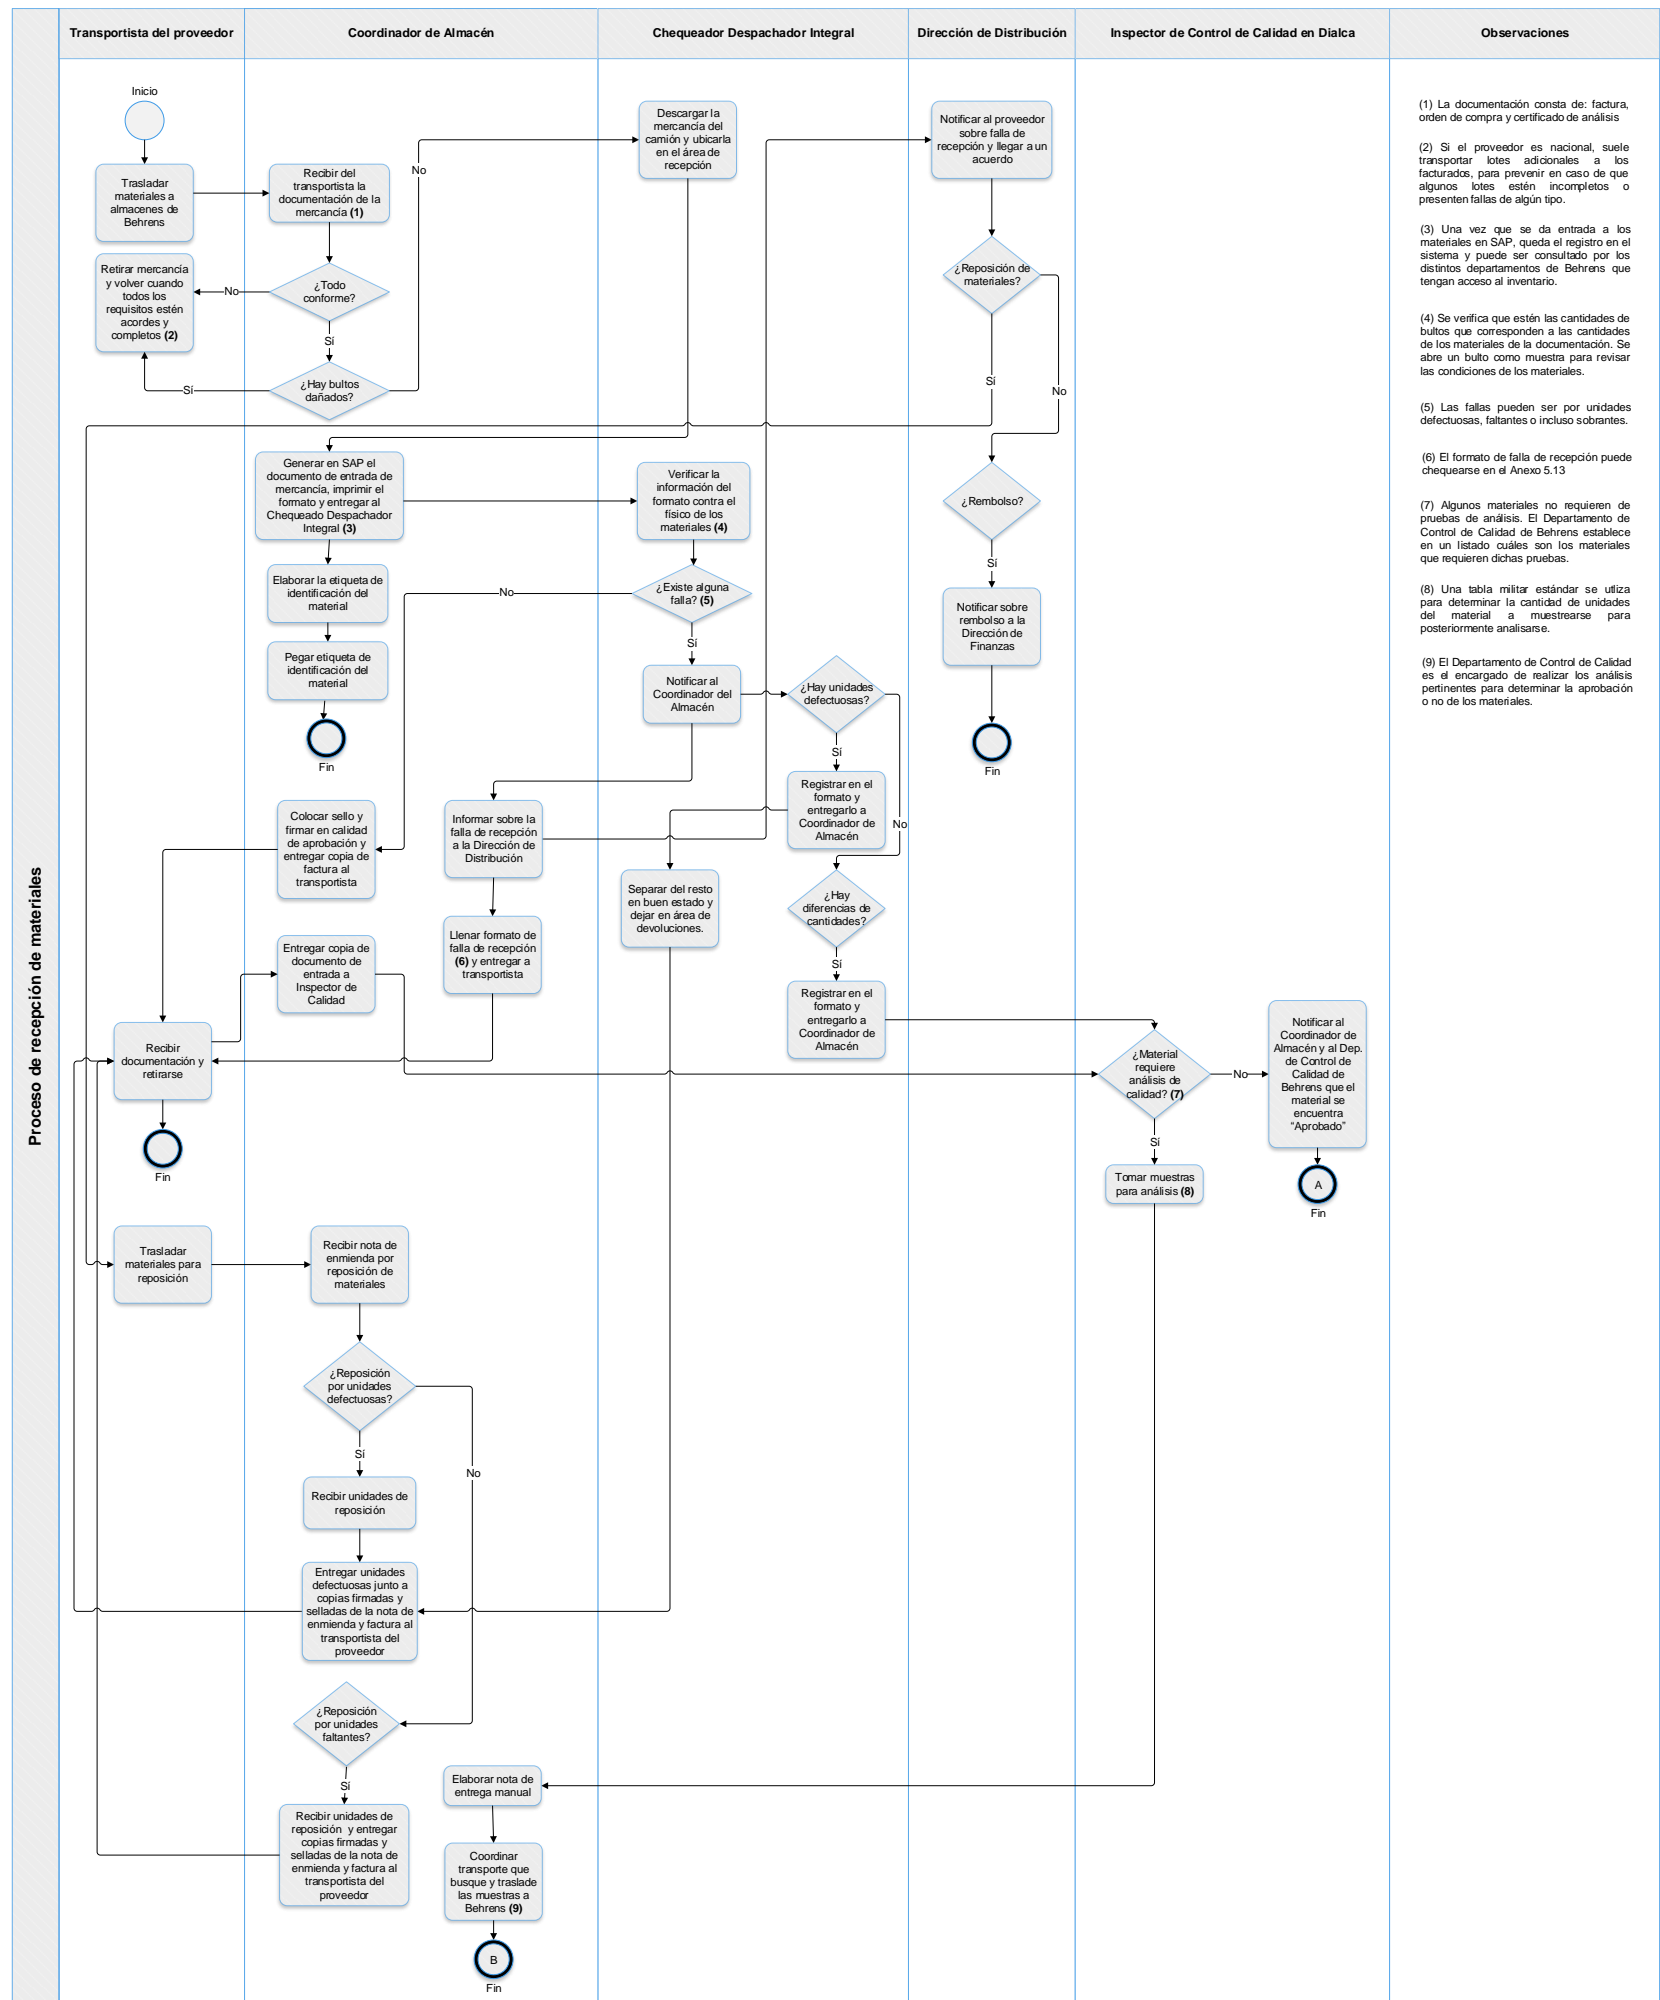 Transportista del proveedor
Coordinador de Almacén
Chequeador Despachador Integral
Dirección de Distribución
Inspector de Control de Calidad en Dialca
Observaciones
Proceso de recepción de materiales
Inicio
Trasladar
materiales a
almacenes de
Behrens
Recibir del
transportista la
documentación de la
mercancía (1)
Retirar mercancía
y volver cuando
todos los
requisitos estén
acordes y
completos (2)
No
¿Todo
conforme?
Sí
¿Hay bultos
dañados?
Sí
No
Descargar la
mercancía del
camión y ubicarla
en el área de
recepción
Notificar al proveedor
sobre falla de
recepción y llegar a un
acuerdo
¿Reposición de
materiales?
Sí
No
¿Rembolso?
Sí
Notificar sobre
rembolso a la
Dirección de
Finanzas
Fin
Generar en SAP el
documento de entrada de
mercancía, imprimir el
formato y entregar al
Chequeado Despachador
Integral (3)
Verificar la
información del
formato contra el
físico de los
materiales (4)
Elaborar la etiqueta de
identificación del
material
No
¿Existe alguna
falla? (5)
Sí
Pegar etiqueta de
identificación del
material
Fin
Notificar al
Coordinador del
Almacén
¿Hay unidades
defectuosas?
Sí
No
Registrar en el
formato y
entregarlo a
Coordinador de
Almacén
Colocar sello y
firmar en calidad
de aprobación y
entregar copia de
factura al
transportista
Informar sobre la
falla de recepción
a la Dirección de
Distribución
Separar del resto
en buen estado y
dejar en área de
devoluciones.
¿Hay
diferencias de
cantidades?
Sí
Entregar copia de
documento de
entrada a
Inspector de
Calidad
Llenar formato de
falla de recepción
(6) y entregar a
transportista
Registrar en el
formato y
entregarlo a
Coordinador de
Almacén
Recibir
documentación y
retirarse
Fin
¿Material
requiere
análisis de
calidad? (7)
No
Sí
Notificar al
Coordinador de
Almacén y al Dep.
de Control de
Calidad de
Behrens que el
material se
encuentra
“Aprobado”
A
Fin
Tomar muestras
para análisis (8)
Trasladar
materiales para
reposición
Recibir nota de
enmienda por
reposición de
materiales
¿Reposición
por unidades
defectuosas?
Sí
No
Recibir unidades de
reposición
Entregar unidades
defectuosas junto a
copias firmadas y
selladas de la nota de
enmienda y factura al
transportista del
proveedor
¿Reposición
por unidades
faltantes?
Sí
Recibir unidades de
reposición y entregar
copias firmadas y
selladas de la nota de
enmienda y factura al
transportista del
proveedor
Elaborar nota de
entrega manual
Coordinar
transporte que
busque y traslade
las muestras a
Behrens (9)
B
Fin
(1) La documentación consta de: factura,
orden de compra y certificado de análisis
(2) Si el proveedor es nacional, suele
transportar lotes adicionales a los
facturados, para prevenir en caso de que
algunos lotes estén incompletos o
presenten fallas de algún tipo.
(3) Una vez que se da entrada a los
materiales en SAP, queda el registro en el
sistema y puede ser consultado por los
distintos departamentos de Behrens que
tengan acceso al inventario.
(4) Se verifica que estén las cantidades de
bultos que corresponden a las cantidades
de los materiales de la documentación. Se
abre un bulto como muestra para revisar
las condiciones de los materiales.
(5) Las fallas pueden ser por unidades
defectuosas, faltantes o incluso sobrantes.
(6) El formato de falla de recepción puede
chequearse en el Anexo 5.13
(7) Algunos materiales no requieren de
pruebas de análisis. El Departamento de
Control de Calidad de Behrens establece
en un listado cuáles son los materiales
que requieren dichas pruebas.
(8) Una tabla militar estándar se utliza
para determinar la cantidad de unidades
del material a muestrearse para
posteriormente analisarse.
(9) El Departamento de Control de Calidad
es el encargado de realizar los análisis
pertinentes para determinar la aprobación
o no de los materiales.